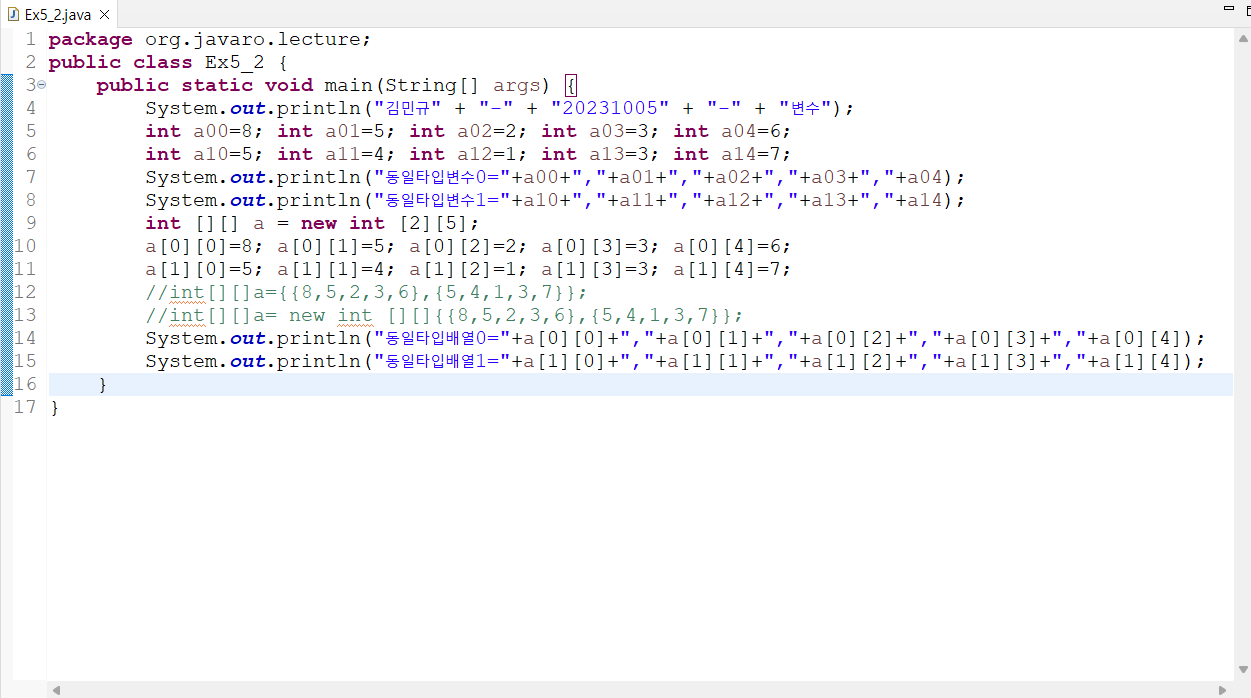 Ex5_2.java
1 package org.javaro.lecture;
2 public class Ex5_2 {
3 public static void main(String[] args) {
4 System.out.println("김민규" + "-" + "20231005" + "-" + "변수");
5 int a00=8; int a01=5; int a02=2; int a03=3; int a04=6;
6 int a10=5; int a11=4; int a12=1; int a13=3; int a14=7;
7 System.out.println("동일타입변수0="+a00+","+a01+","+a02+","+a03+","+a04);
8 System.out.println("동일타입변수1="+a10+","+a11+","+a12+","+a13+","+a14);
9 int [][] a = new int [2][5];
10 a[0][0]=8; a[0][1]=5; a[0][2]=2; a[0][3]=3; a[0][4]=6;
11 a[1][0]=5; a[1][1]=4; a[1][2]=1; a[1][3]=3; a[1][4]=7;
12 //int[][]a={{8,5,2,3,6},{5,4,1,3,7}};
13 //int[][]a= new int [][]{{8,5,2,3,6},{5,4,1,3,7}};
14 System.out.println("동일타입배열0="+a[0][0]+","+a[0][1]+","+a[0][2]+","+a[0][3]+","+a[0][4]);
15 System.out.println("동일타입배열1="+a[1][0]+","+a[1][1]+","+a[1][2]+","+a[1][3]+","+a[1][4]);
16 }
17 }